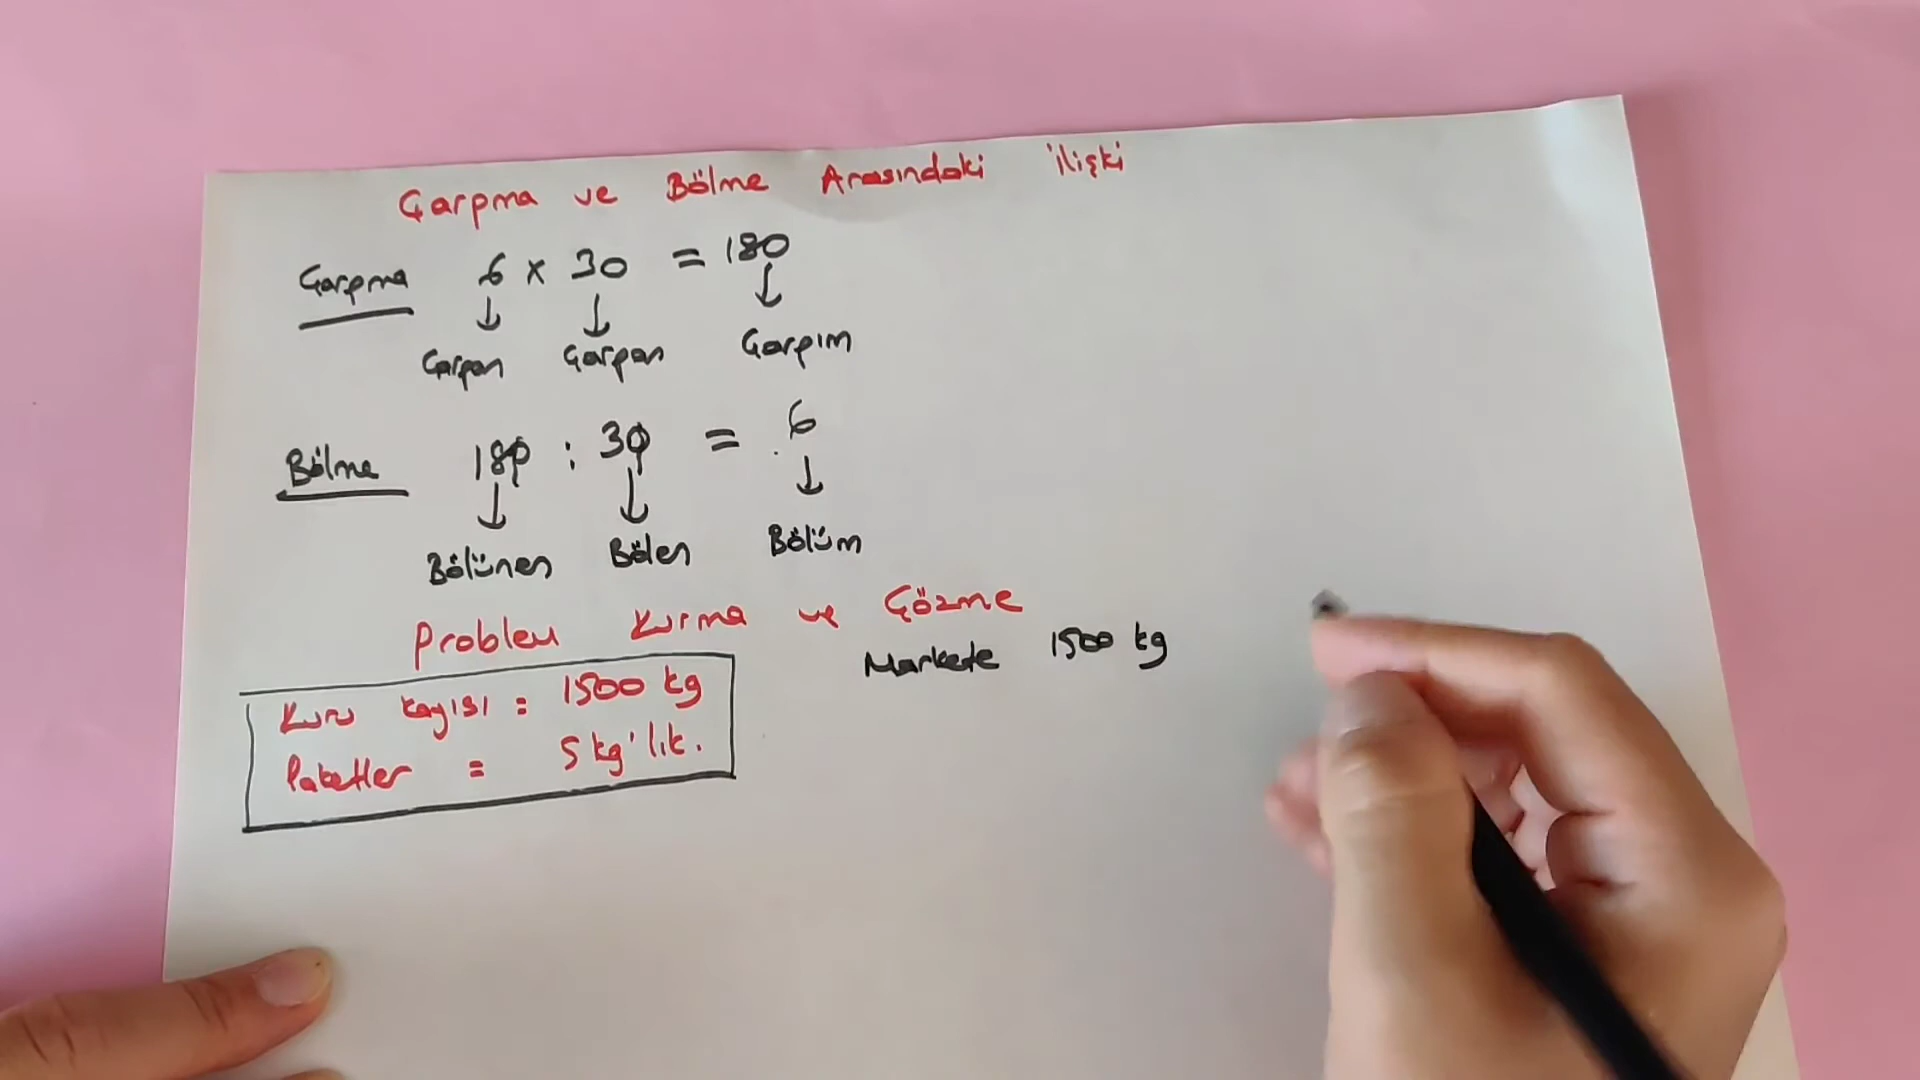 Çarpma ve Bölme Arasındaki İlişki
Çarpma 6 x 30 = 180
Çarpan Çarpan Çarpım
Bölme 180 : 30 = 6
Bölünen Bölen Bölüm
Problem Kurma ve Çözme
Markete 1500 kg
Kuru kayısı = 1500 kg
Paketler = 5 kg'lık.